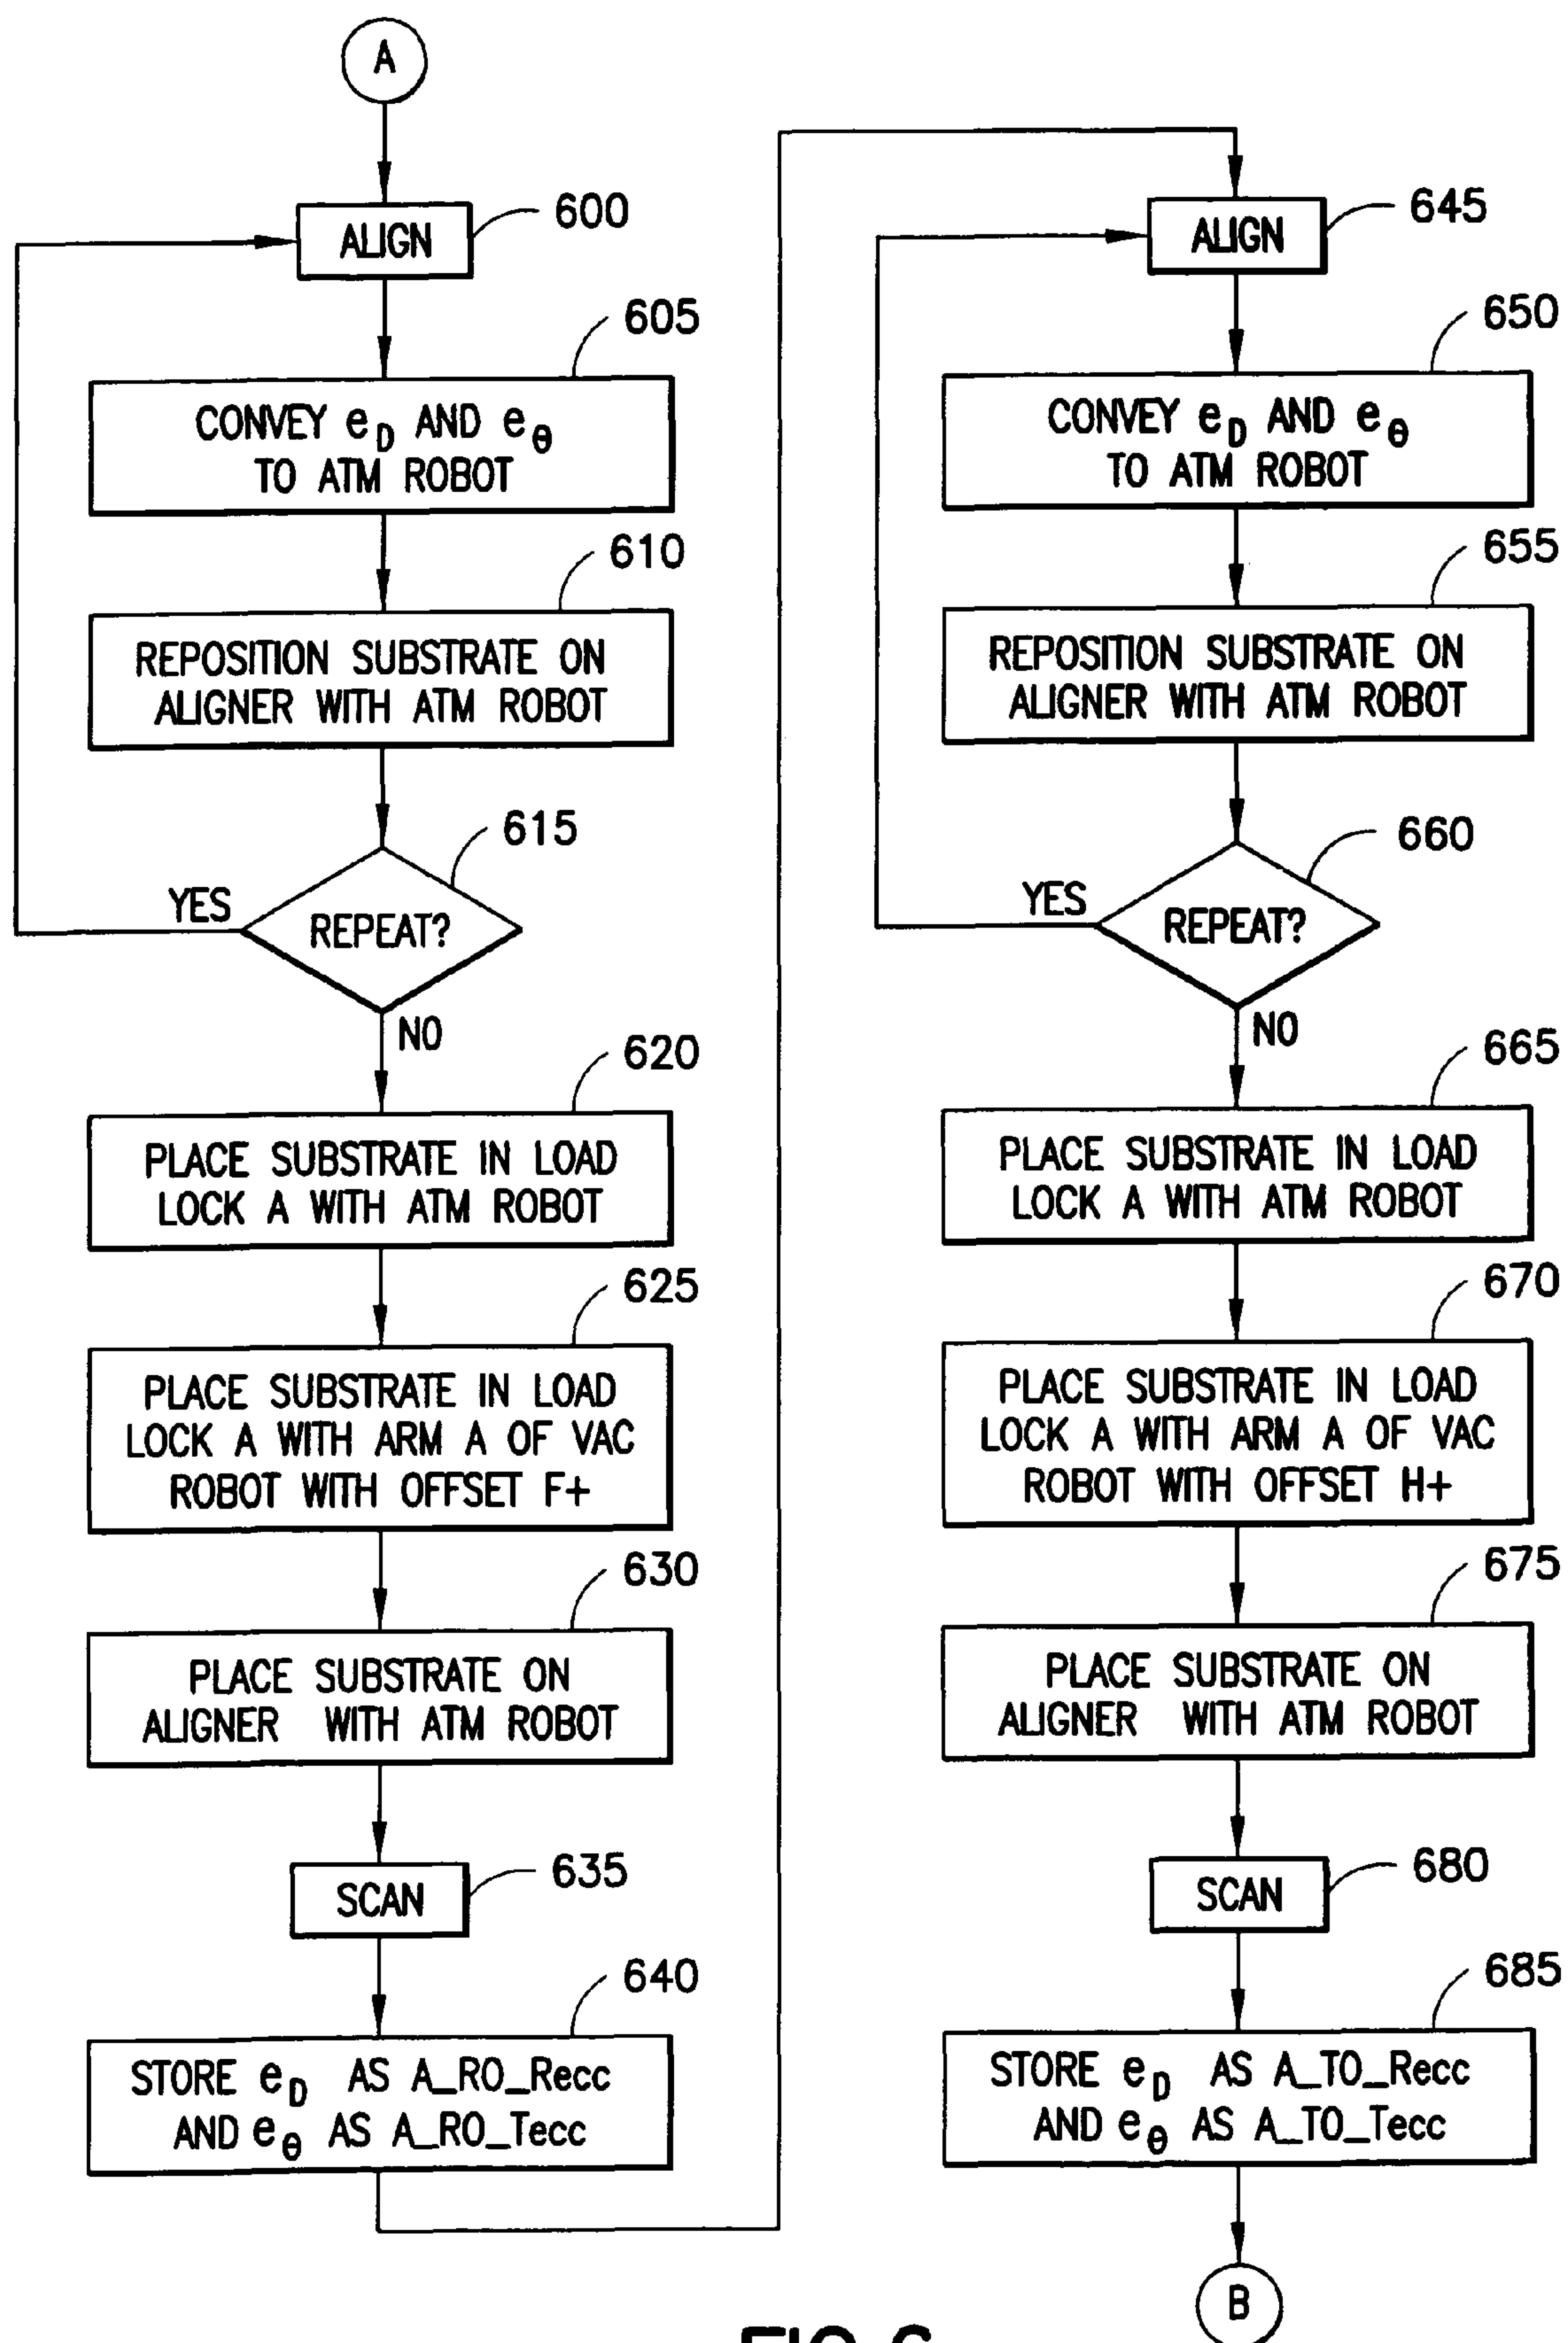 A
ALIGN
600
605
CONVEY eD AND eθ
TO ATM ROBOT
610
REPOSITION SUBSTRATE ON
ALIGNER WITH ATM ROBOT
615
YES
REPEAT?
NO
620
PLACE SUBSTRATE IN LOAD
LOCK A WITH ATM ROBOT
625
PLACE SUBSTRATE IN LOAD
LOCK A WITH ARM A OF VAC
ROBOT WITH OFFSET F+
630
PLACE SUBSTRATE ON
ALIGNER WITH ATM ROBOT
635
SCAN
640
STORE eD AS A_RO_Recc
AND eθ AS A_RO_Tecc
ALIGN
645
650
CONVEY eD AND eθ
TO ATM ROBOT
655
REPOSITION SUBSTRATE ON
ALIGNER WITH ATM ROBOT
660
YES
REPEAT?
NO
665
PLACE SUBSTRATE IN LOAD
LOCK A WITH ATM ROBOT
670
PLACE SUBSTRATE IN LOAD
LOCK A WITH ARM A OF VAC
ROBOT WITH OFFSET H+
675
PLACE SUBSTRATE ON
ALIGNER WITH ATM ROBOT
680
SCAN
685
STORE eD AS A_TO_Recc
AND eθ AS A_TO_Tecc
B
FIG.6